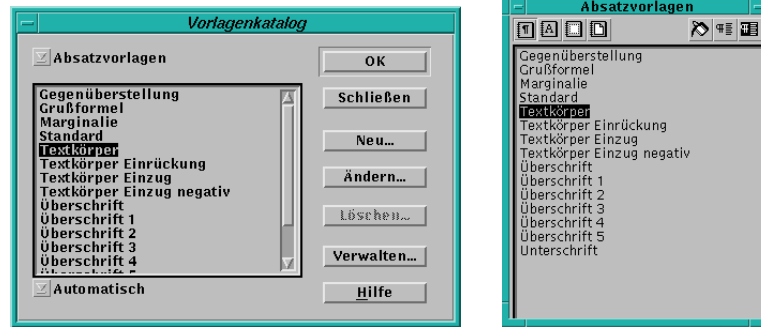 Vorlagenkatalog
Absatzvorlagen
Gegenüberstellung
Grußformel
Marginalie
Standard
Textkörper
Textkörper Einrückung
Textkörper Einzug
Textkörper Einzug negativ
Überschrift
Überschrift 1
Überschrift 2
Überschrift 3
Überschrift 4
Überschrift 5
Automatisch
OK
Schließen
Neu...
Ändern...
Löschen...
Verwalten...
Hilfe
Absatzvorlagen
Gegenüberstellung
Grußformel
Marginalie
Standard
Textkörper
Textkörper Einrückung
Textkörper Einzug
Textkörper Einzug negativ
Überschrift
Überschrift 1
Überschrift 2
Überschrift 3
Überschrift 4
Überschrift 5
Unterschrift